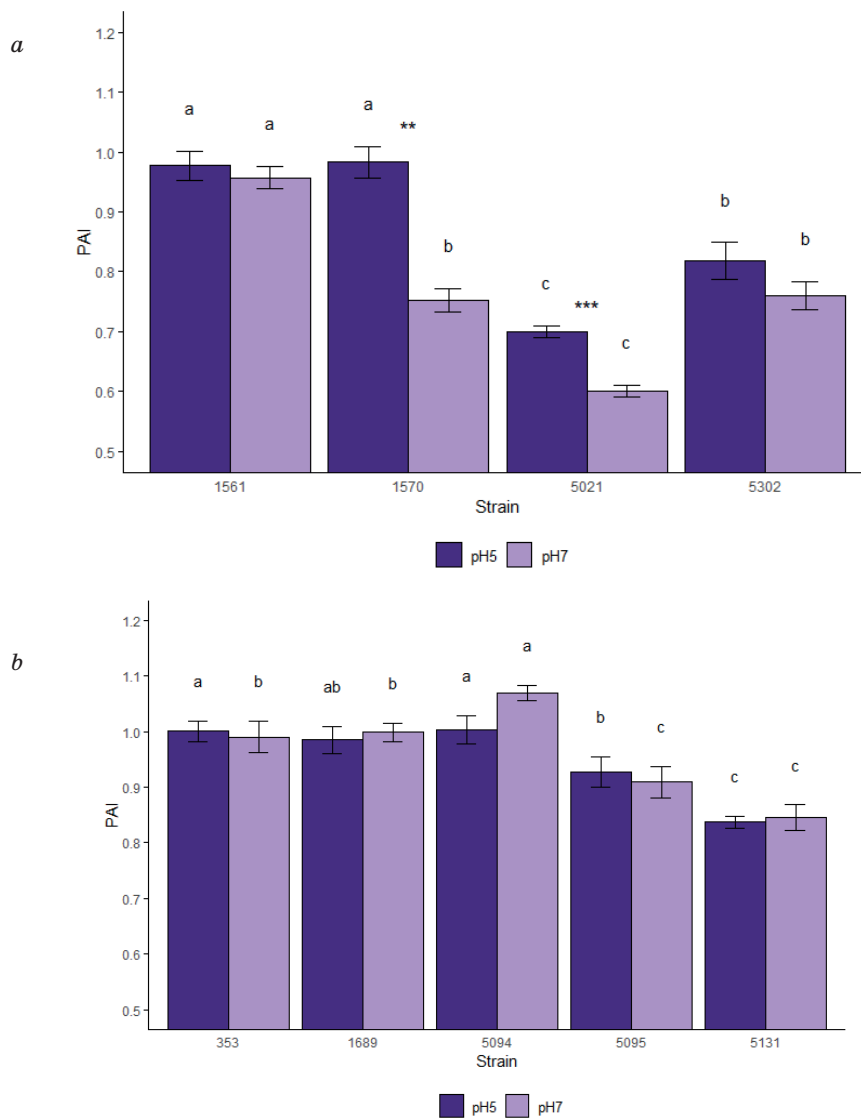 a
1.2
1.1
1.0
0.9
0.8
0.7
0.6
0.5
PAI
a a a ** b c *** c b b
1561 1570 5021 5302
Strain
pH5 pH7
b
1.2
1.1
1.0
0.9
0.8
0.7
0.6
0.5
PAI
a b ab b a a b c c c
353 1689 5094 5095 5131
Strain
pH5 pH7